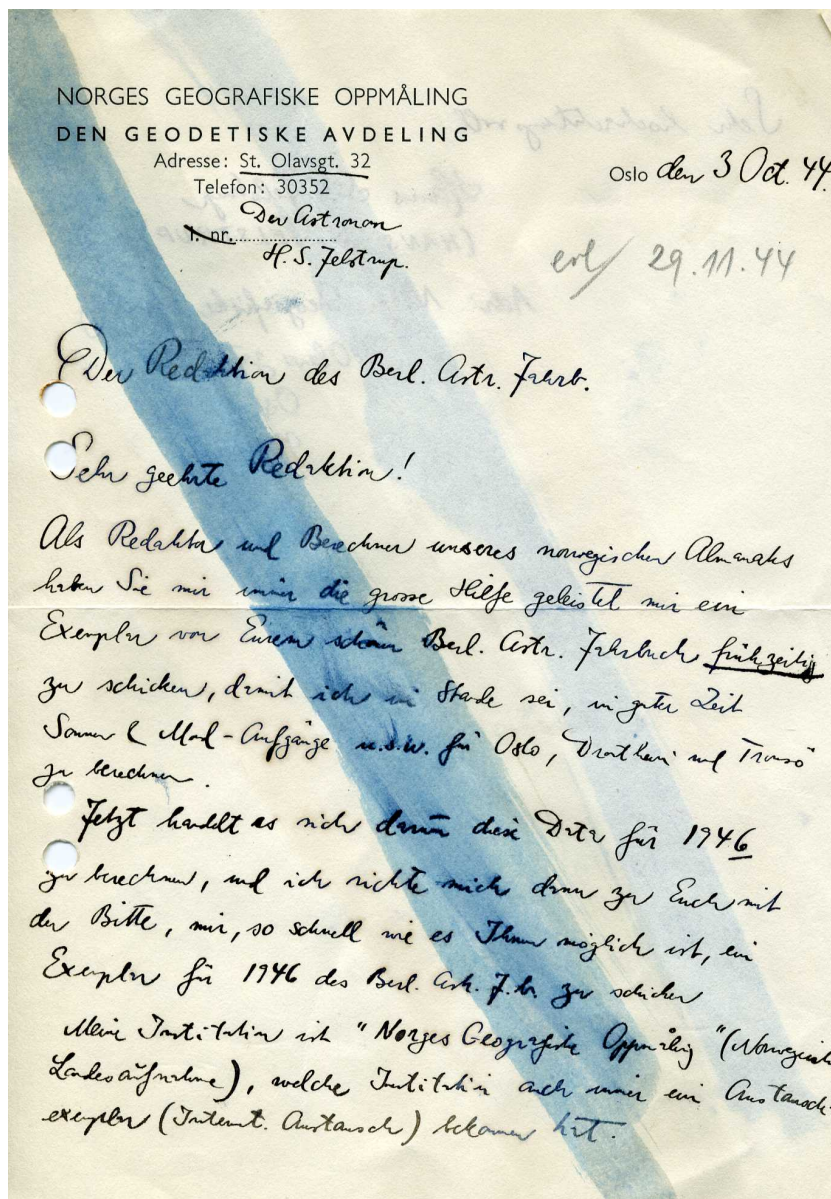 NORGES GEOGRAFISKE OPPMÅLING
DEN GEODETISKE AVDELING
Adresse: St. Olavsgt. 32
Telefon: 30352
Oslo den 3 Oct. 44.
Der Astronom
J. nr.
H. S. Jelstrup.
erl/ 29.11.44
Der Redaktion des Berl. Astr. Jahrb.
Sehr geehrte Redaktion!
Als Redaktor und Berechner unseres norwegischen Almanaks
haben Sie mir immer die grosse Hilfe geleistet mir ein
Exemplar von Eurem schönen Berl. Astr. Jahrbuch frühzeitig
zu schicken, damit ich im Stande sei, in guter Zeit
Sonnen & Mond-Aufgänge u.s.w. für Oslo, Drontheim und Tromsö
zu berechnen.
Jetzt handelt es sich darum diese Data für 1946
zu berechnen, und ich richte mich dann zu Euch mit
der Bitte, mir, so schnell wie es Ihnen möglich ist, ein
Exemplar für 1946 des Berl. Astr. J.b. zu schicken
Meine Institution ist "Norges Geografiske Oppmåling" (Norwegische
Landesaufnahme), welche Institution auch immer ein Austausch-
exemplar (Internat. Austausch) bekommen hat.